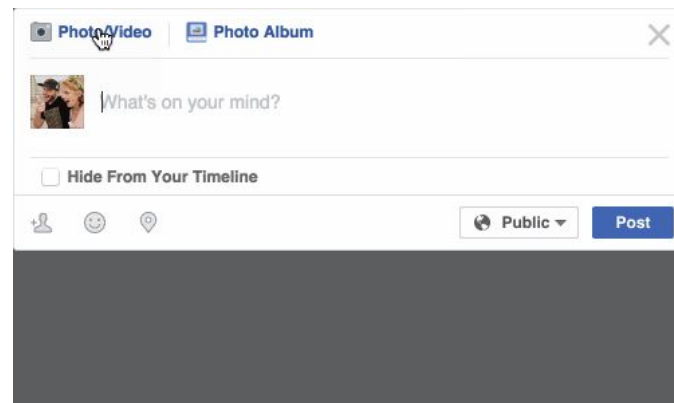 Photo/Video Photo Album
What's on your mind?
Hide From Your Timeline
Public Post